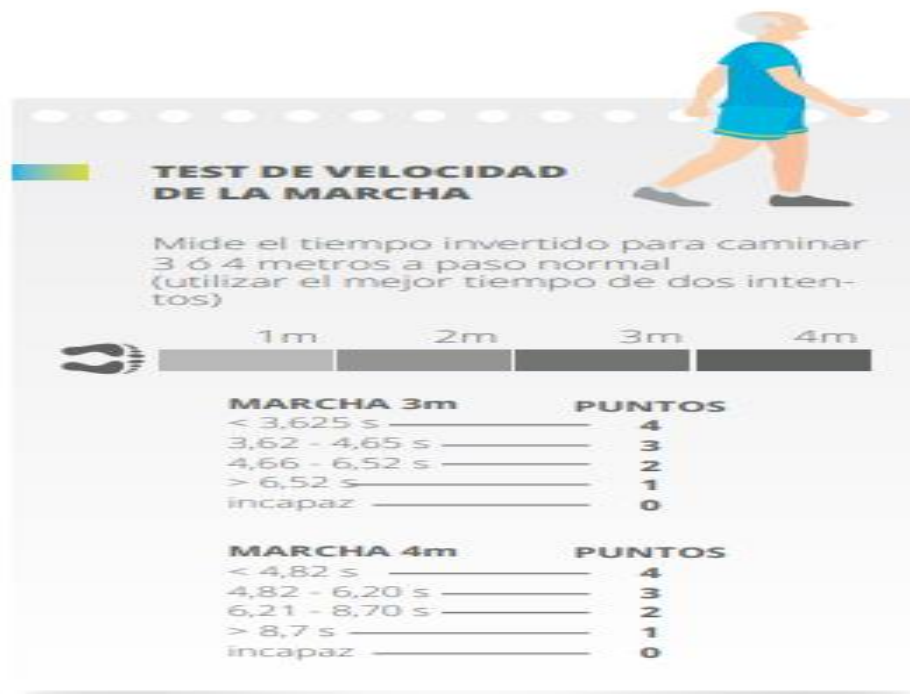 TEST DE VELOCIDAD
DE LA MARCHA
Mide el tiempo invertido para caminar
3 ó 4 metros a paso normal
(utilizar el mejor tiempo de dos inten-
tos)
1m 2m 3m 4m
MARCHA 3m PUNTOS
< 3,625 s 4
3,62 - 4,65 s 3
4,66 - 6,52 s 2
> 6,52 s 1
incapaz 0
MARCHA 4m PUNTOS
< 4,82 s 4
4,82 - 6,20 s 3
6,21 - 8,70 s 2
> 8,7 s 1
incapaz 0